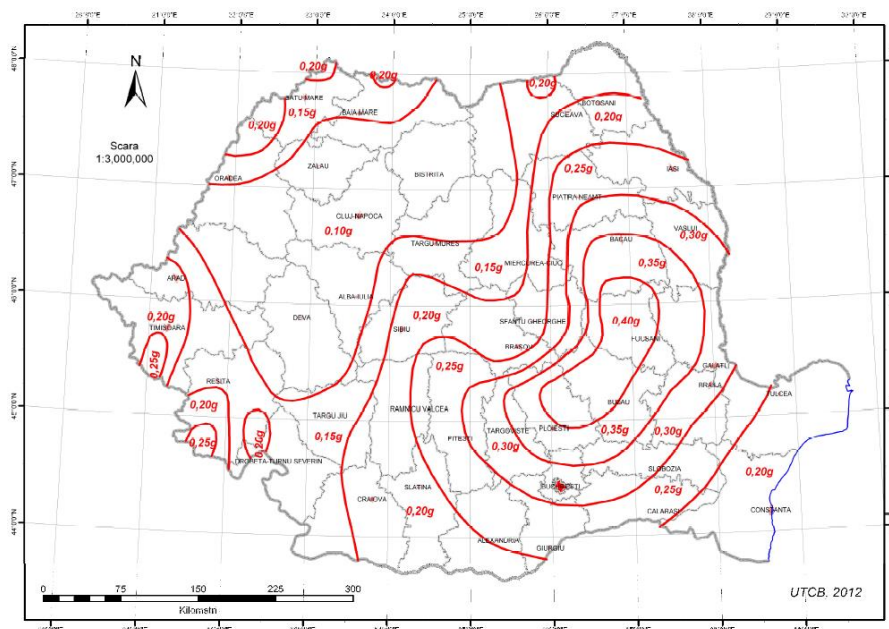 N
Scara
1:3,000,000
0,20g
0,20g
0,20g
SATU-MARE
0,15g
BAIA-MARE
0,20g
BOTOSANI
SUCEAVA
0,20g
ORADEA
ZALAU
BISTRITA
0,25g
IASI
PIATRA-NEAMT
CLUJ-NAPOCA
0.10g
TARGU-MURES
VASLUI
0,30g
BACAU
0,15g
MIERCUREA-CIUC
0,35g
ARAD
ALBA-IULIA
0,20g
TIMISOARA
DEVA
0,20g
SIBIU
SFANTU GHEORGHE
0,40g
BRASOV
FOCSANI
0,25g
0,25g
GALATI
RESITA
BRAILA
TULCEA
0,20g
TARGU JIU
RAMNICU VALCEA
BUZAU
0,25g
0,20g
0,15g
PITESTI
TARGOVISTE
PLOIESTI
0,35g
0,30g
0,30g
DROBETA-TURNU SEVERIN
SLOBOZIA
0,20g
CRAIOVA
SLATINA
BUCURESTI
0,25g
0,20g
CALARASI
CONSTANTA
ALEXANDRIA
GIURGIU
0 75 150 225 300
UTCB, 2012